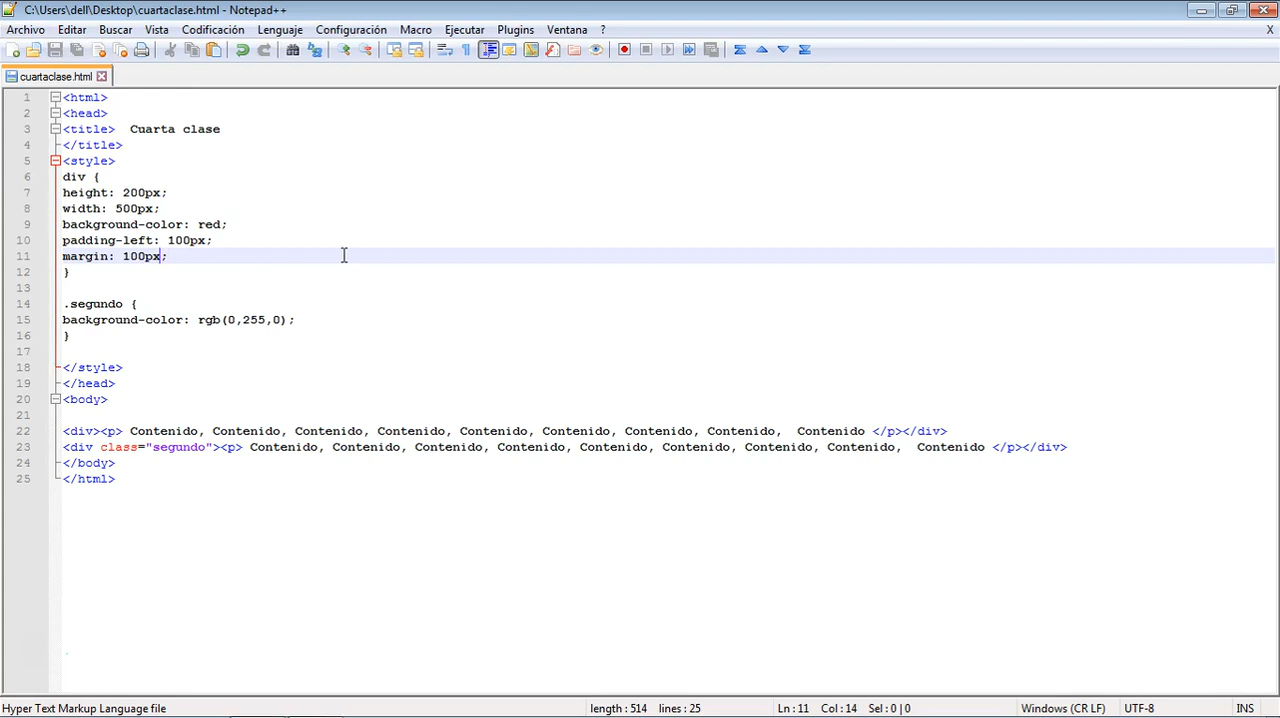 C:\Users\dell\Desktop\cuartaclase.html - Notepad++
Archivo Editar Buscar Vista Codificación Lenguaje Configuración Macro Ejecutar Plugins Ventana ? X
cuartaclase.html
1 <html>
2 <head>
3 <title>  Cuarta clase
4 </title>
5 <style>
6 div {
7 height: 200px;
8 width: 500px;
9 background-color: red;
10 padding-left: 100px;
11 margin: 100px;
12 }
13
14 .segundo {
15 background-color: rgb(0,255,0);
16 }
17
18 </style>
19 </head>
20 <body>
21
22 <div><p> Contenido, Contenido, Contenido, Contenido, Contenido, Contenido, Contenido, Contenido,  Contenido </p></div>
23 <div class="segundo"><p> Contenido, Contenido, Contenido, Contenido, Contenido, Contenido, Contenido, Contenido,  Contenido </p></div>
24 </body>
25 </html>
Hyper Text Markup Language file length : 514 lines : 25 Ln : 11 Col : 14 Sel : 0 | 0 Windows (CR LF) UTF-8 INS